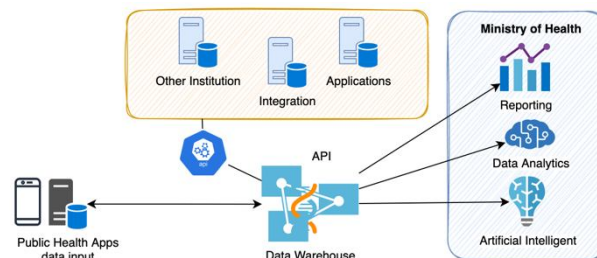 Ministry of Health
Other Institution
Applications
Integration
Reporting
api
API
Data Analytics
Public Health Apps
data input
Data Warehouse
Artificial Intelligent